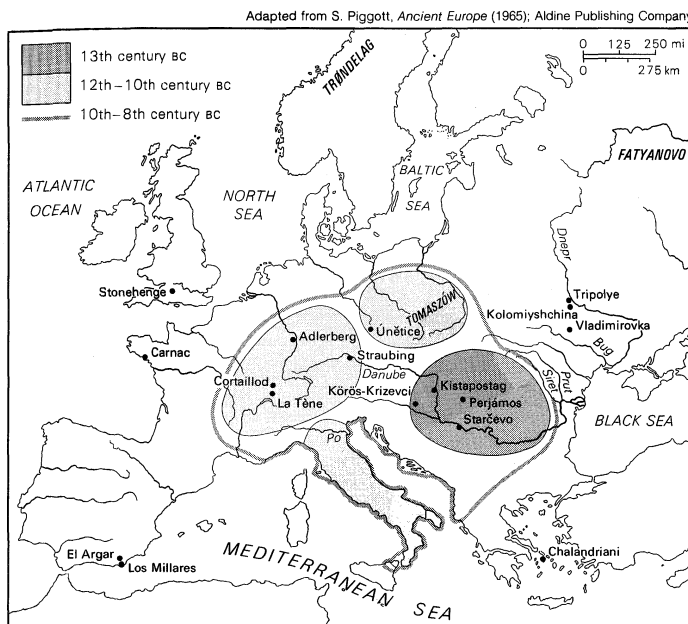 Adapted from S. Piggott, Ancient Europe (1965); Aldine Publishing Company
13th century BC
12th–10th century BC
10th–8th century BC
0 125 250 mi
0 275 km
TRØNDELAG
FATYANOVO
ATLANTIC
OCEAN
NORTH
SEA
BALTIC
SEA
Dnepr
Stonehenge
Tripolye
Kolomiyshchina
Vladimirovka
Bug
TOMASZÓW
Únětice
Adlerberg
Straubing
Carnac
Danube
Cortaillod
La Tène
Körös-Krizevci
Kistapostag
Perjámos
Starčevo
Siret
Prut
BLACK SEA
Po
El Argar
Los Millares
MEDITERRANEAN SEA
Chalandriani